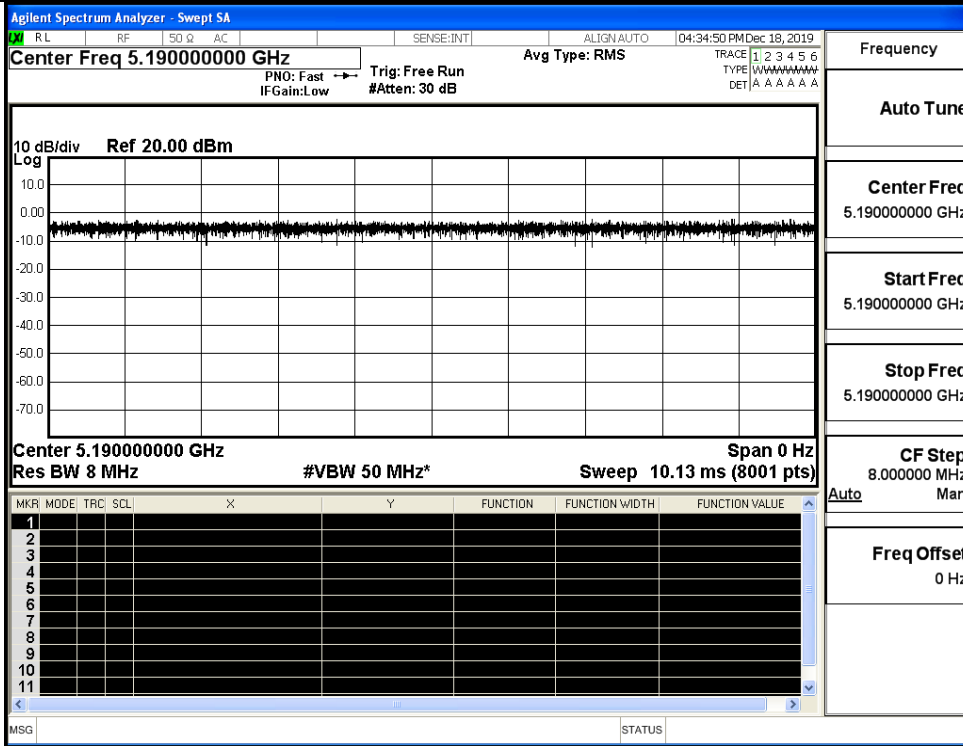 Agilent Spectrum Analyzer - Swept SA
LXI RL RF 50 Ω AC SENSE:INT ALIGN AUTO 04:34:50 PM Dec 18, 2019
Center Freq 5.190000000 GHz
PNO: Fast
IFGain:Low
Trig: Free Run
#Atten: 30 dB
Avg Type: RMS
TRACE 1 2 3 4 5 6
TYPE WWWWWW
DET A A A A A A
10 dB/div
Log
Ref 20.00 dBm
10.0
0.00
-10.0
-20.0
-30.0
-40.0
-50.0
-60.0
-70.0
Center 5.190000000 GHz
Span 0 Hz
Res BW 8 MHz
#VBW 50 MHz*
Sweep 10.13 ms (8001 pts)
MKR MODE TRC SCL X Y FUNCTION FUNCTION WIDTH FUNCTION VALUE
1
2
3
4
5
6
7
8
9
10
11
MSG
STATUS
Frequency
Auto Tune
Center Freq
5.190000000 GHz
Start Freq
5.190000000 GHz
Stop Freq
5.190000000 GHz
CF Step
8.000000 MHz
Auto Man
Freq Offset
0 Hz